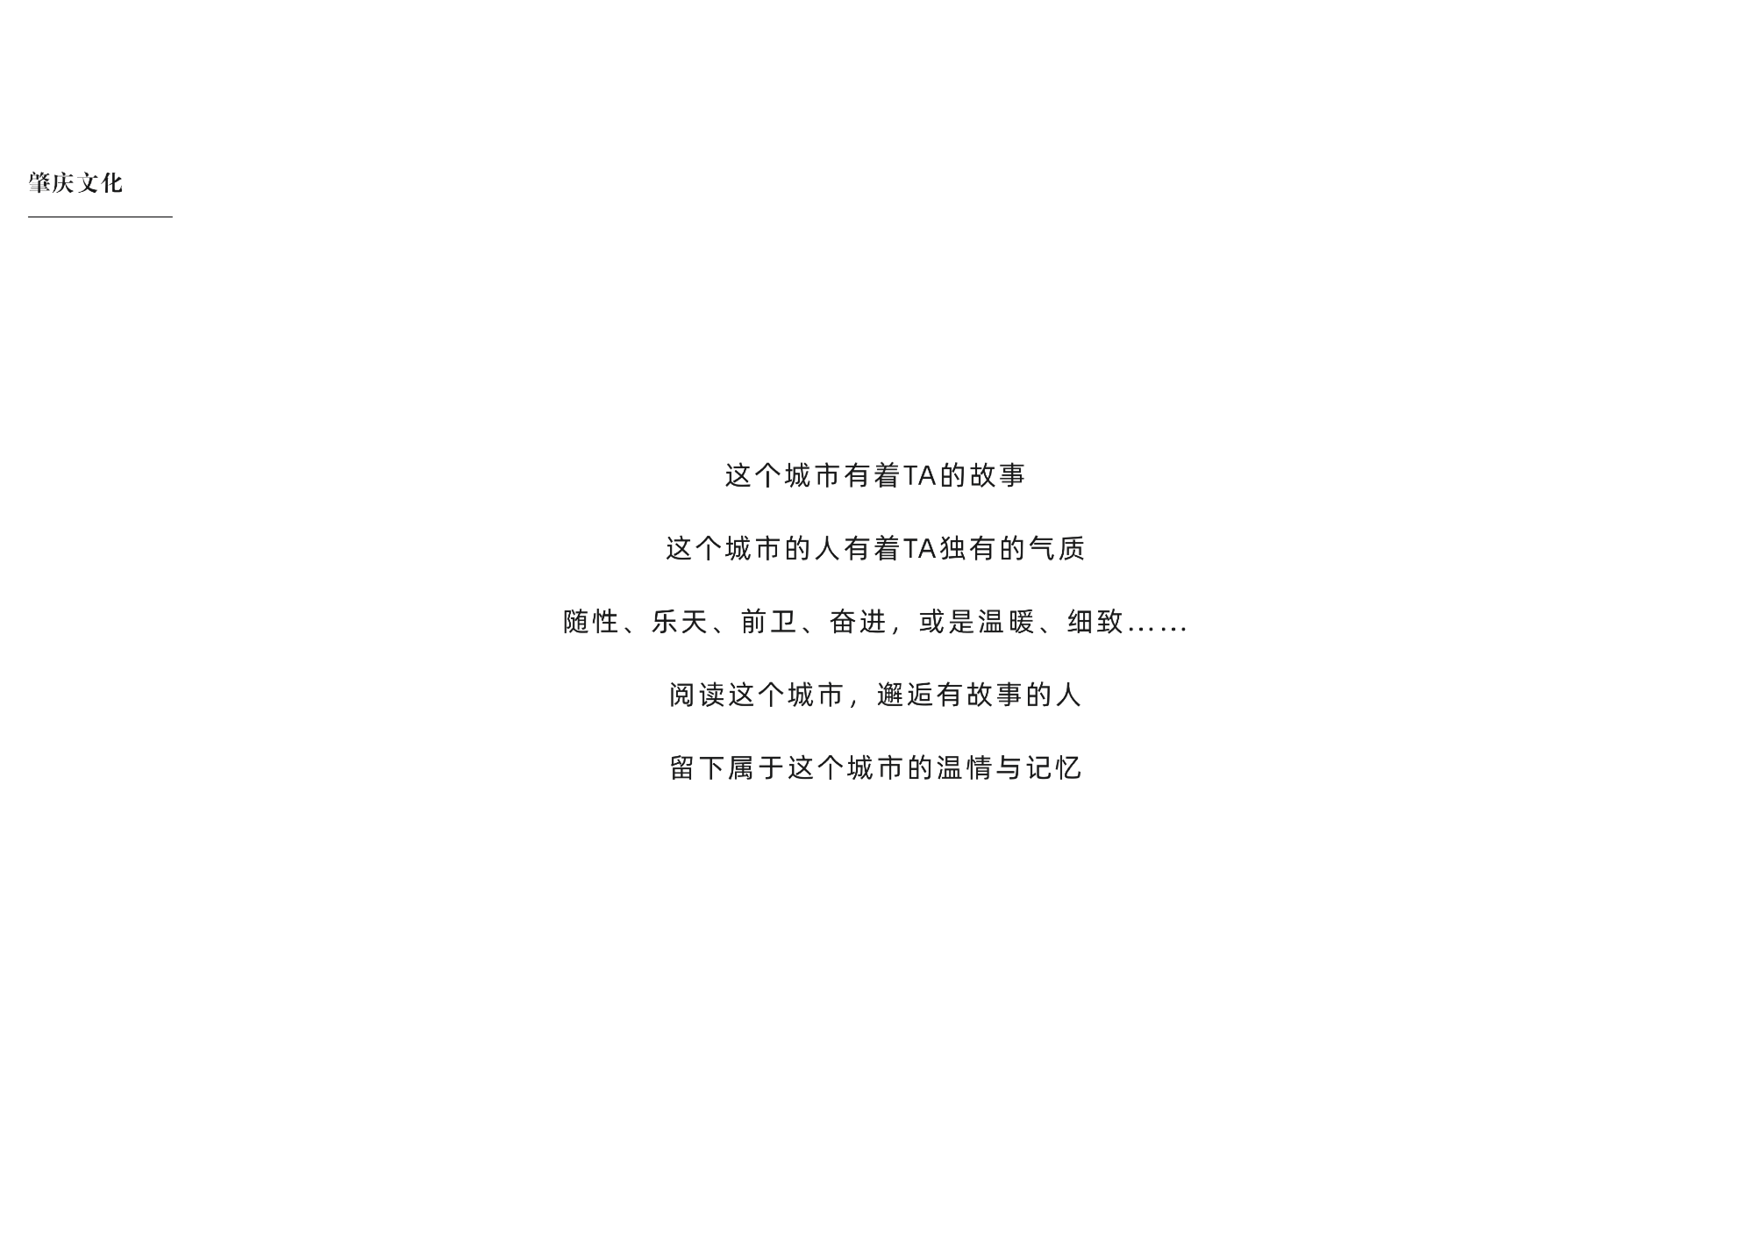 肇庆文化
这个城市有着TA的故事
这个城市的人有着TA独有的气质
随性、乐天、前卫、奋进，或是温暖、细致……
阅读这个城市，邂逅有故事的人
留下属于这个城市的温情与记忆